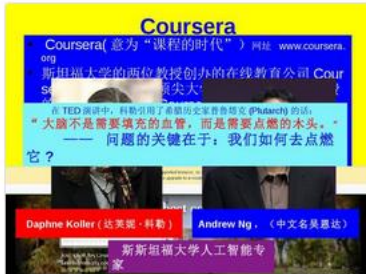 Coursera
Coursera( 意为“课程的时代” ) 网址 www.coursera.
org
斯坦福大学的两位教授创办的在线教育公司 Cour
在 TED 演讲中，科勒引用了希腊历史家普鲁塔克 (Plutarch) 的话:
“大脑不是需要填充的血管，而是需要点燃的木头。”
—— 问题的关键在于：我们如何去点燃
它？
Daphne Koller ( 达芙妮·科勒 )
Andrew Ng ，（中文名吴恩达）
斯斯坦福大学人工智能专
家